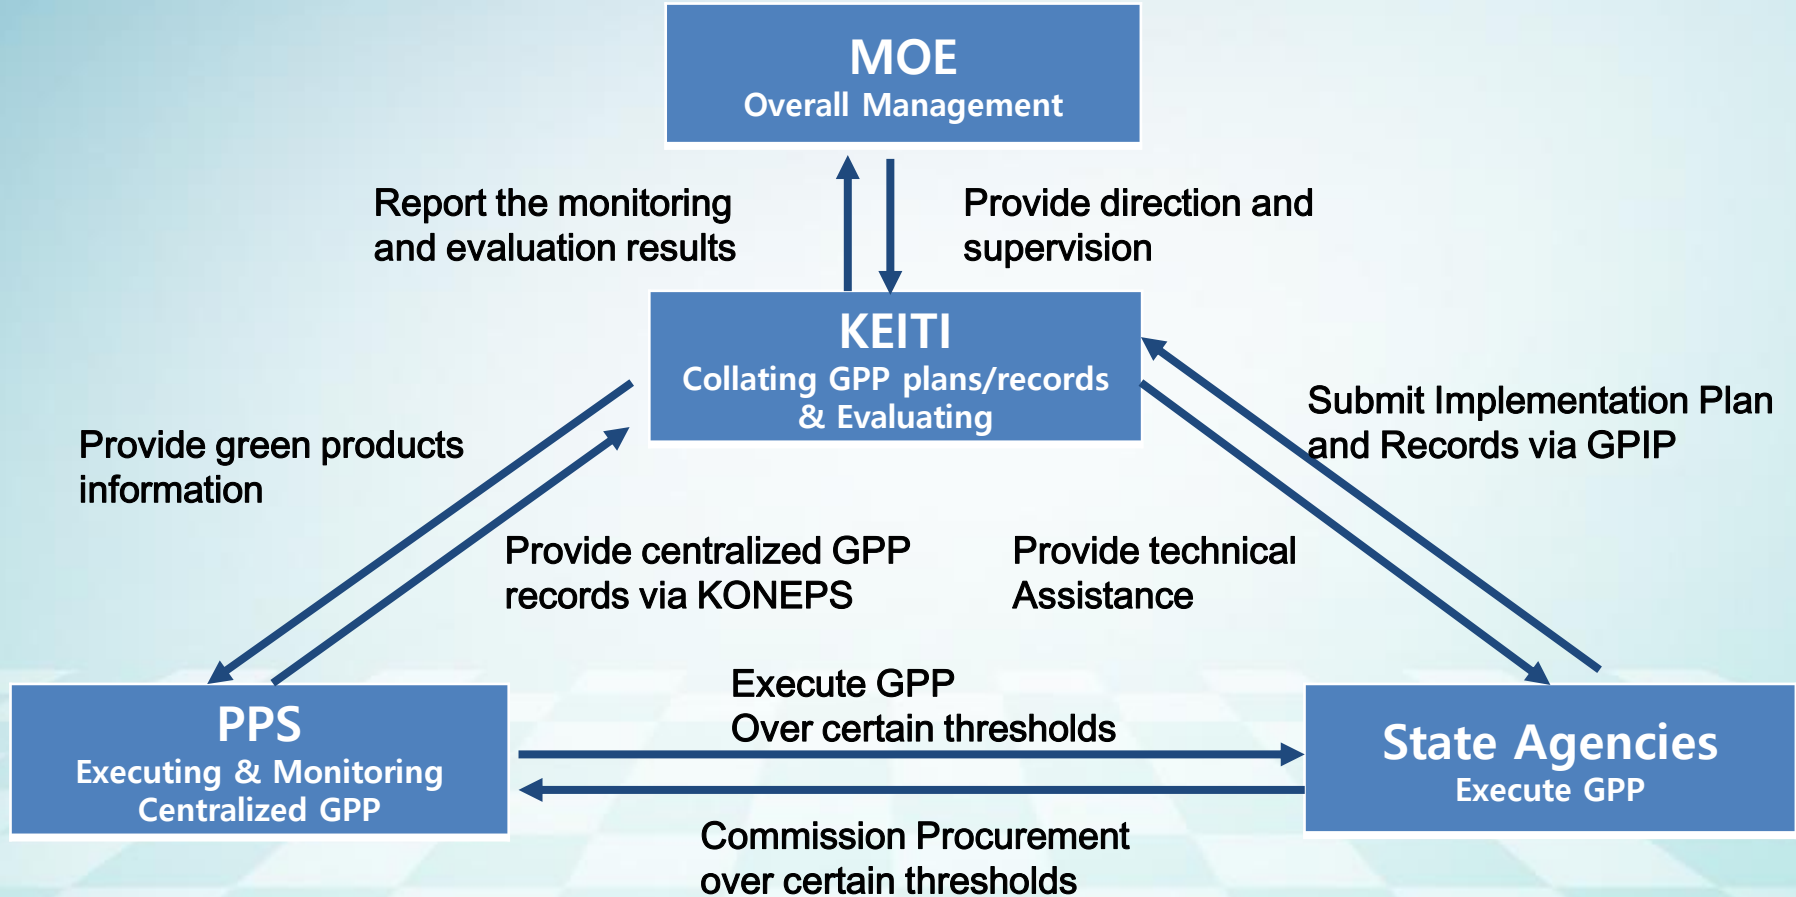 MOE
Overall Management
Report the monitoring
and evaluation results
Provide direction and
supervision
KEITI
Collating GPP plans/records
& Evaluating
Submit Implementation Plan
and Records via GPIP
Provide green products
information
Provide centralized GPP
records via KONEPS
Provide technical
Assistance
Execute GPP
Over certain thresholds
PPS
Executing & Monitoring
Centralized GPP
State Agencies
Execute GPP
Commission Procurement
over certain thresholds